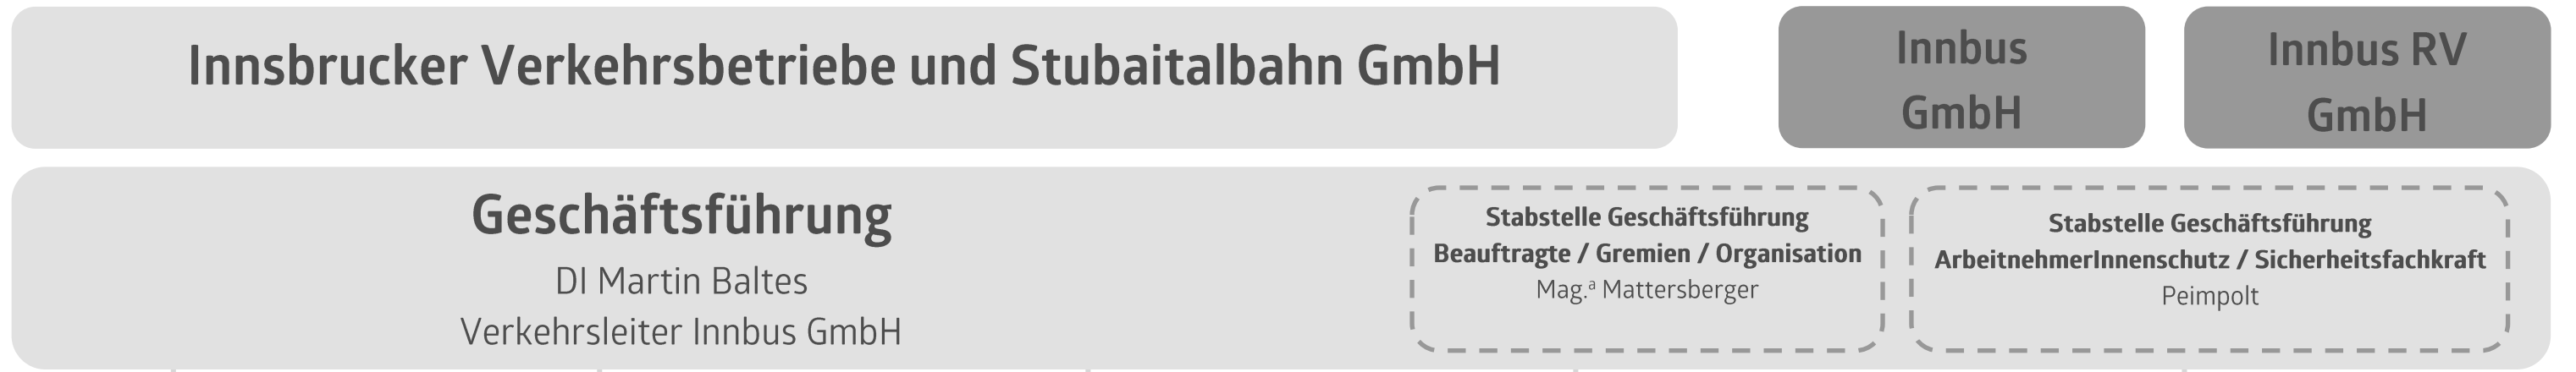 Innsbrucker Verkehrsbetriebe und Stubaitalbahn GmbH
Innbus
GmbH
Innbus RV
GmbH
Geschäftsführung
DI Martin Baltes
Verkehrsleiter Innbus GmbH
Stabstelle Geschäftsführung
Beauftragte / Gremien / Organisation
Mag.ª Mattersberger
Stabstelle Geschäftsführung
ArbeitnehmerInnenschutz / Sicherheitsfachkraft
Peimpolt